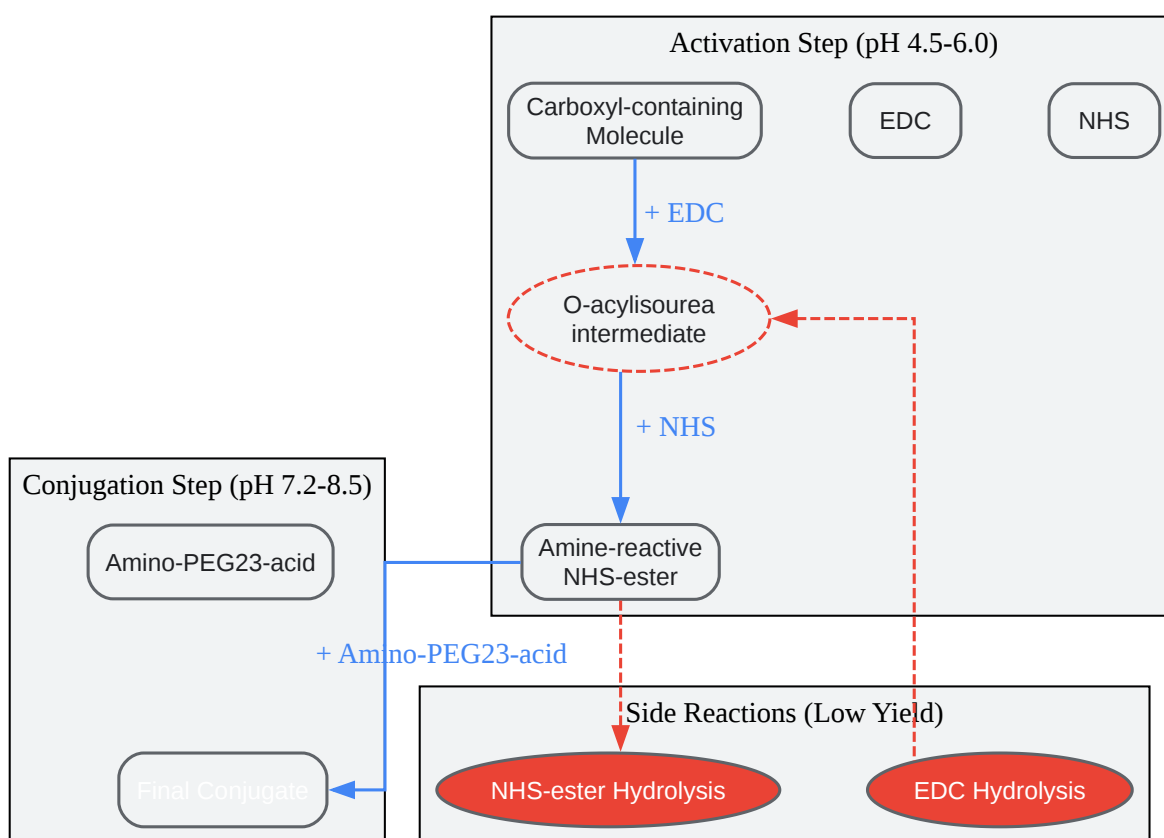 Activation Step (pH 4.5-6.0)
Carboxyl-containing
Molecule
EDC
NHS
+ EDC
O-acylisourea
intermediate
+ NHS
Conjugation Step (pH 7.2-8.5)
Amino-PEG23-acid
Amine-reactive
NHS-ester
+ Amino-PEG23-acid
Side Reactions (Low Yield)
Final Conjugate
NHS-ester Hydrolysis
EDC Hydrolysis